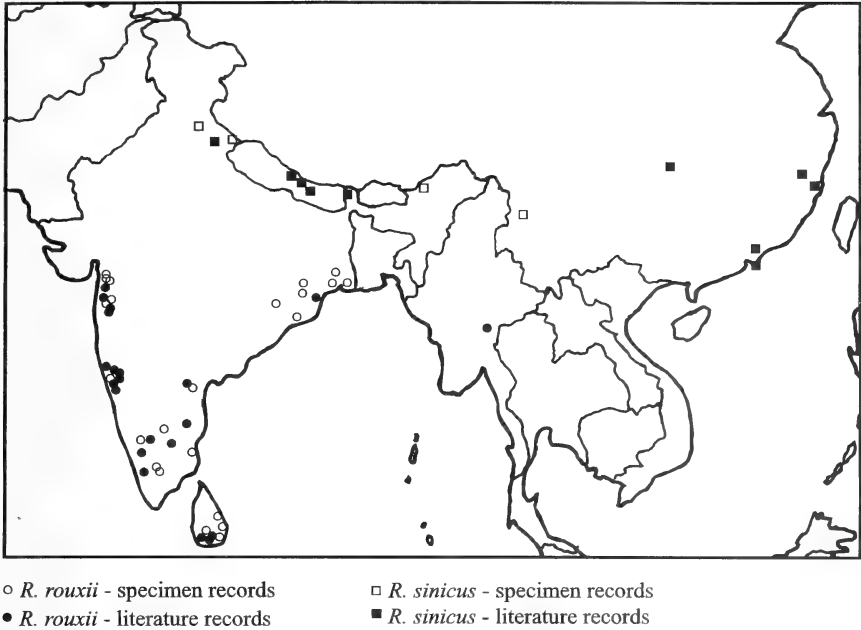 ○ R. rouxii - specimen records
□ R. sinicus - specimen records
● R. rouxii - literature records
■ R. sinicus - literature records